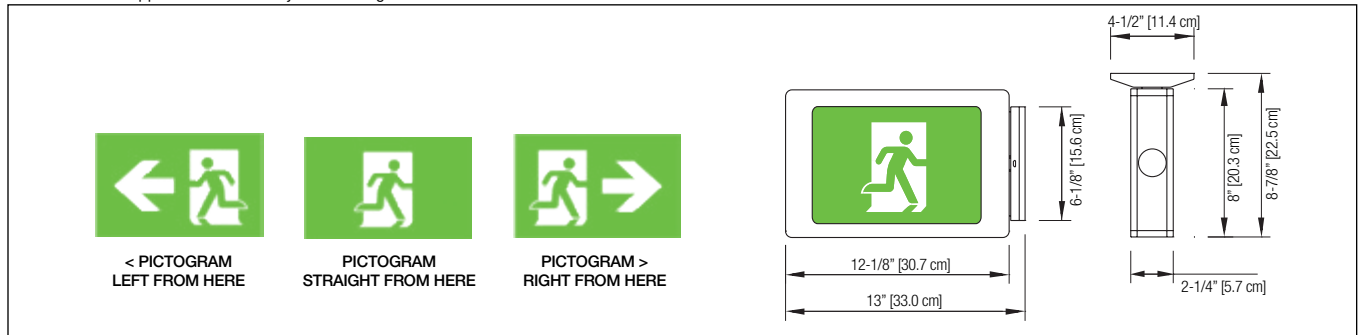 < PICTOGRAM
LEFT FROM HERE
PICTOGRAM
STRAIGHT FROM HERE
PICTOGRAM >
RIGHT FROM HERE
12-1/8” [30.7 cm]
13” [33.0 cm]
6-1/8” [15.6 cm]
4-1/2” [11.4 cm]
8” [20.3 cm]
8-7/8” [22.5 cm]
2-1/4” [5.7 cm]